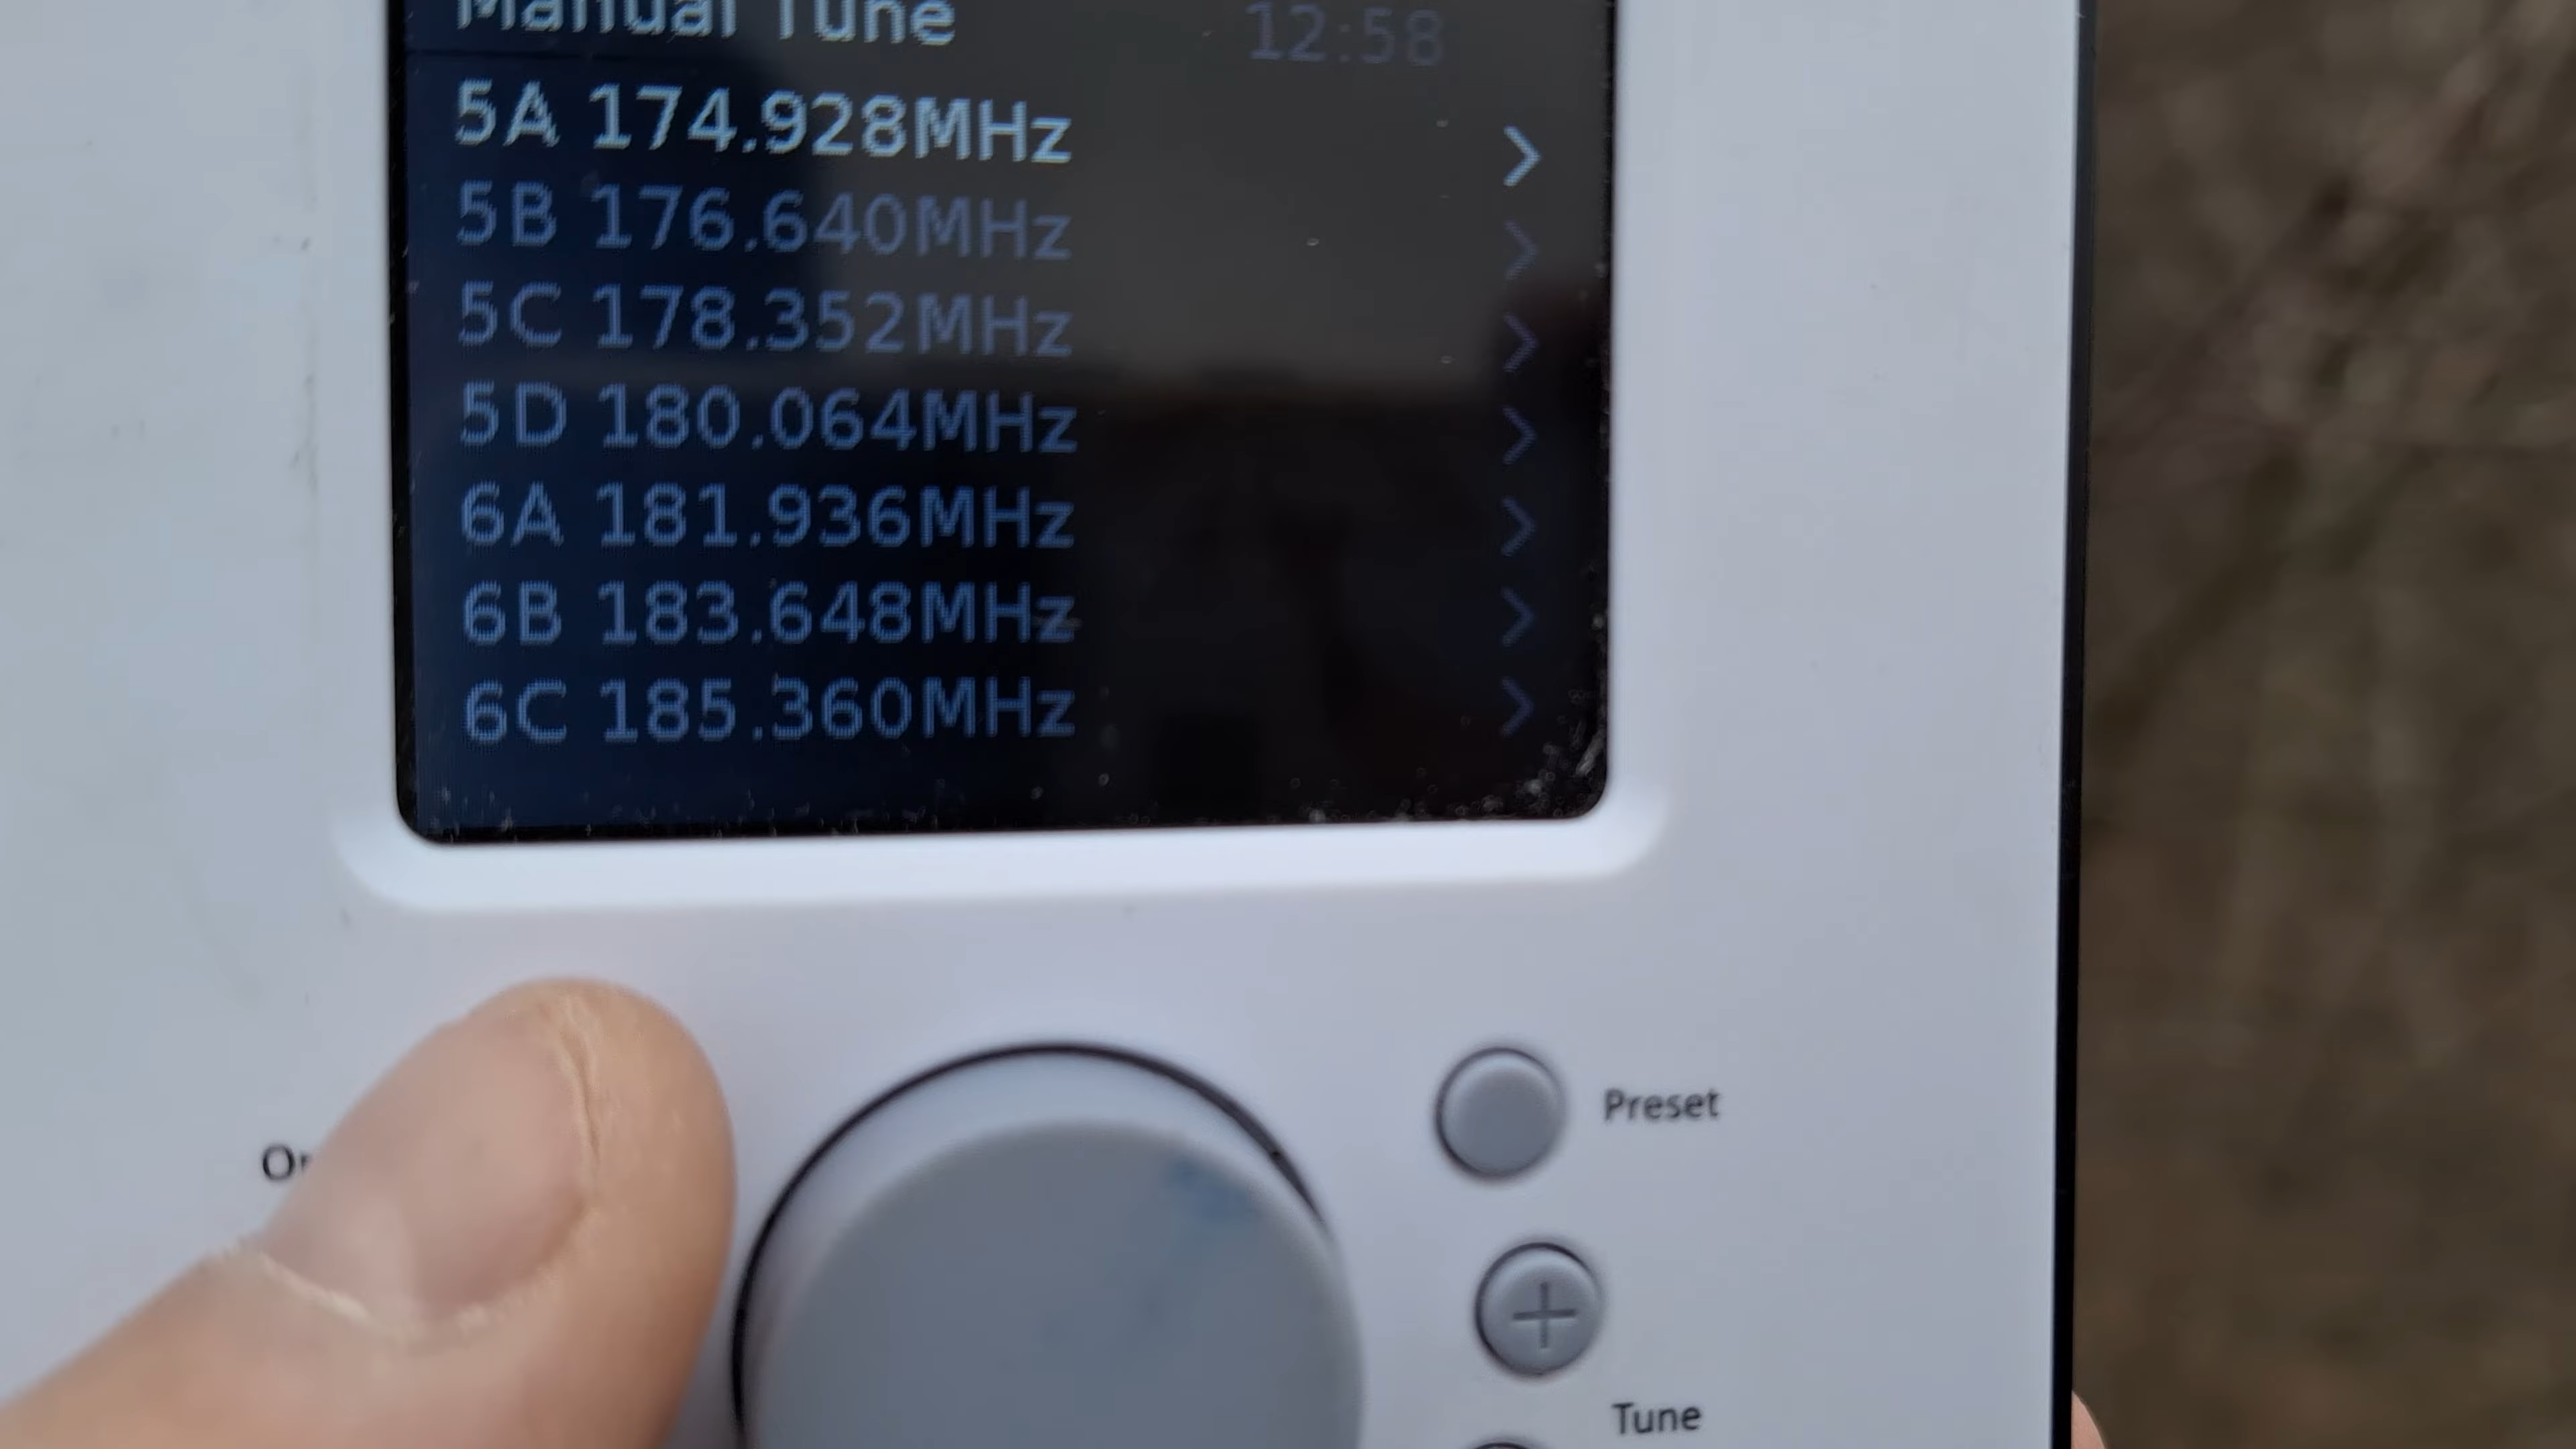 Manual Tune 12:58
5A 174.928MHz
5B 176.640MHz
5C 178.352MHz
5D 180.064MHz
6A 181.936MHz
6B 183.648MHz
6C 185.360MHz
Preset
+
Tune